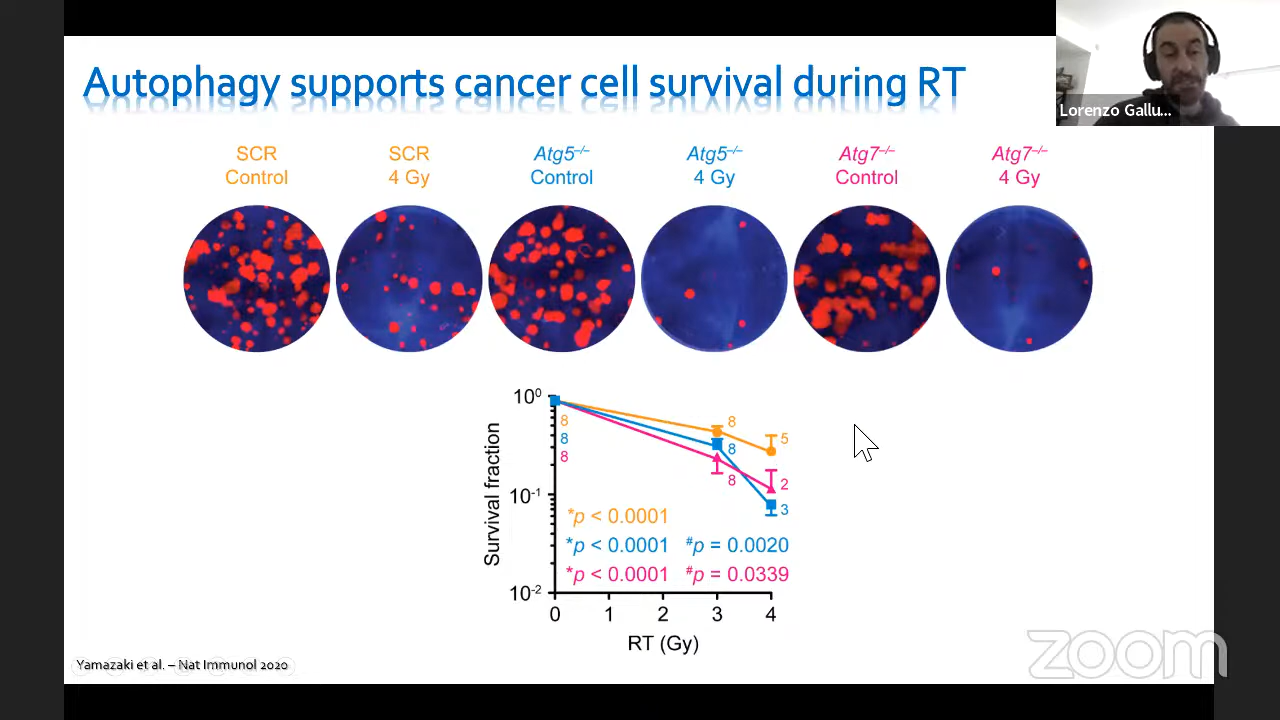 Autophagy supports cancer cell survival during RT
Lorenzo Gallu...
SCR
Control
SCR
4 Gy
Atg5–/–
Control
Atg5–/–
4 Gy
Atg7–/–
Control
Atg7–/–
4 Gy
Survival fraction
10⁰
10⁻¹
10⁻²
8
8
8
8
8
8
5
2
3
*p < 0.0001
*p < 0.0001 #p = 0.0020
*p < 0.0001 #p = 0.0339
0 1 2 3 4
RT (Gy)
Yamazaki et al. – Nat Immunol 2020
zoom